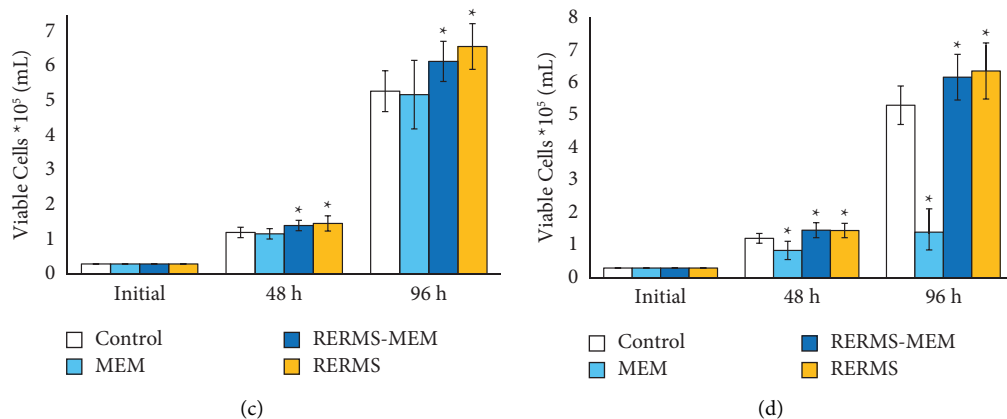 Viable Cells *10⁵ (mL)
7
6
5
4
3
2
1
0
* * * *
Initial 48 h 96 h
Control RERMS-MEM
MEM RERMS
(c)
Viable Cells *10⁵ (mL)
8
7
6
5
4
3
2
1
0
* * * * * *
Initial 48 h 96 h
Control RERMS-MEM
MEM RERMS
(d)